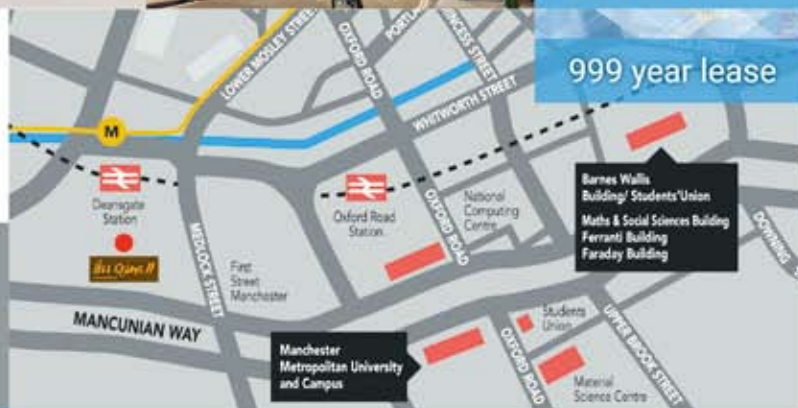 999 year lease
LOWER MOSLEY STREET
OXFORD ROAD
WHITWORTH STREET
M
Deansgate
Station
MEDLOCK STREET
First
Street
Manchester
MANCUNIAN WAY
Oxford Road
Station
OXFORD ROAD
National
Computing
Centre
Barnes Wallis
Building/ Students'Union
Maths & Social Sciences Building
Ferranti Building
Faraday Building
DOWNING
Manchester
Metropolitan University
and Campus
Students
Union
OXFORD ROAD
UPPER BROOK STREET
Material
Science Centre